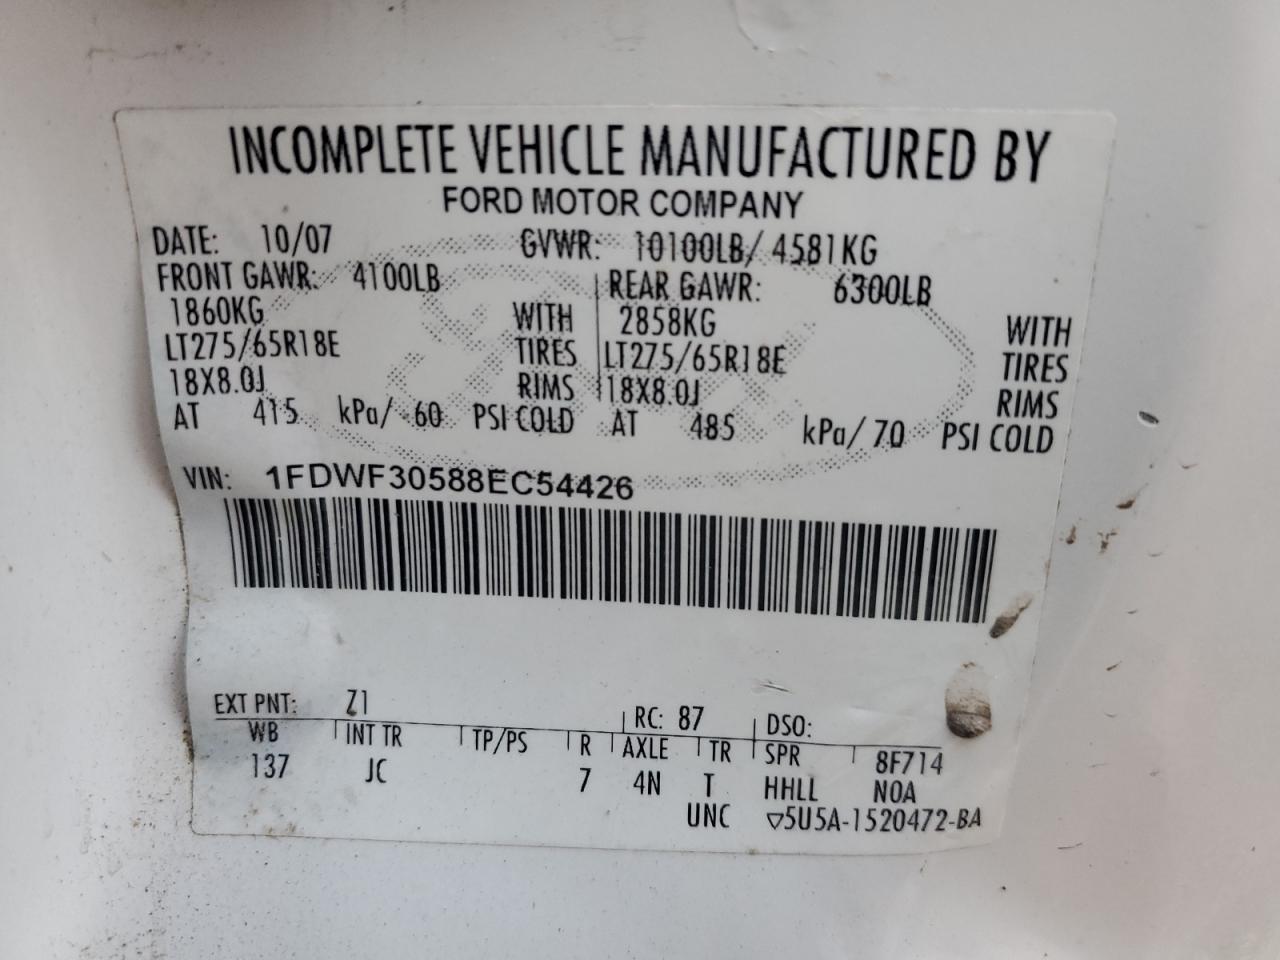 INCOMPLETE VEHICLE MANUFACTURED BY
FORD MOTOR COMPANY
DATE: 10/07 GVWR: 10100LB/ 4581KG
FRONT GAWR: 4100LB REAR GAWR: 6300LB
1860KG WITH 2858KG WITH
LT275/65R18E TIRES LT275/65R18E TIRES
18X8.0J RIMS 18X8.0J RIMS
AT 415 kPa/ 60 PSI COLD AT 485 kPa/ 70 PSI COLD
VIN: 1FDWF30588EC54426
EXT PNT: Z1 RC: 87 DSO:
WB INT TR TP/PS R AXLE TR SPR 8F714
137 JC 7 4N T HHLL NOA
UNC ▽5U5A-1520472-BA